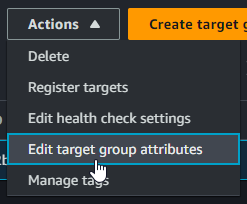 Actions ▲
Create target g
Delete
Register targets
Edit health check settings
Edit target group attributes
Manage tags